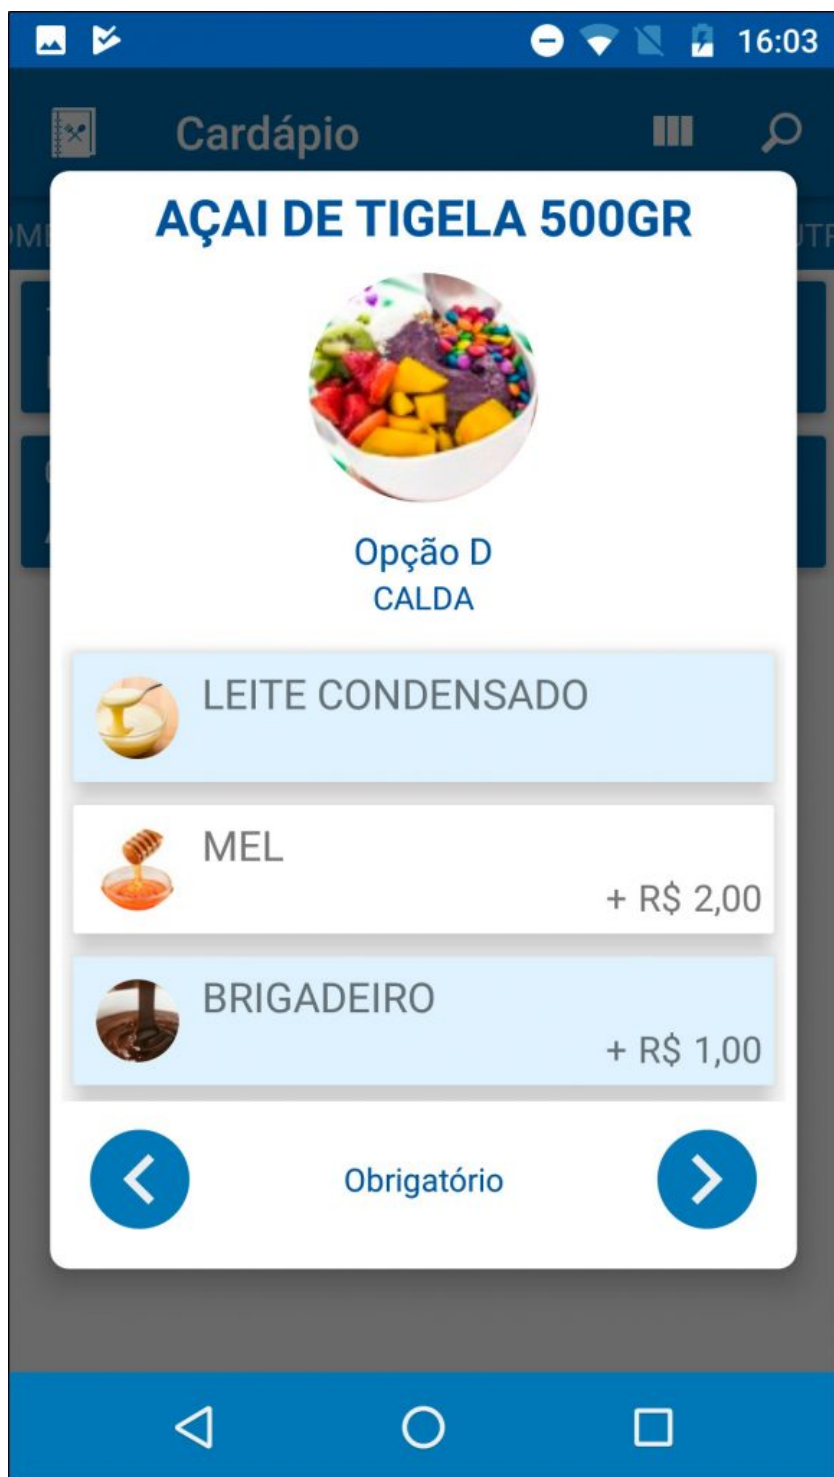 16:03
Cardápio
AÇAI DE TIGELA 500GR
Opção D
CALDA
LEITE CONDENSADO
MEL
+ R$ 2,00
BRIGADEIRO
+ R$ 1,00
Obrigatório